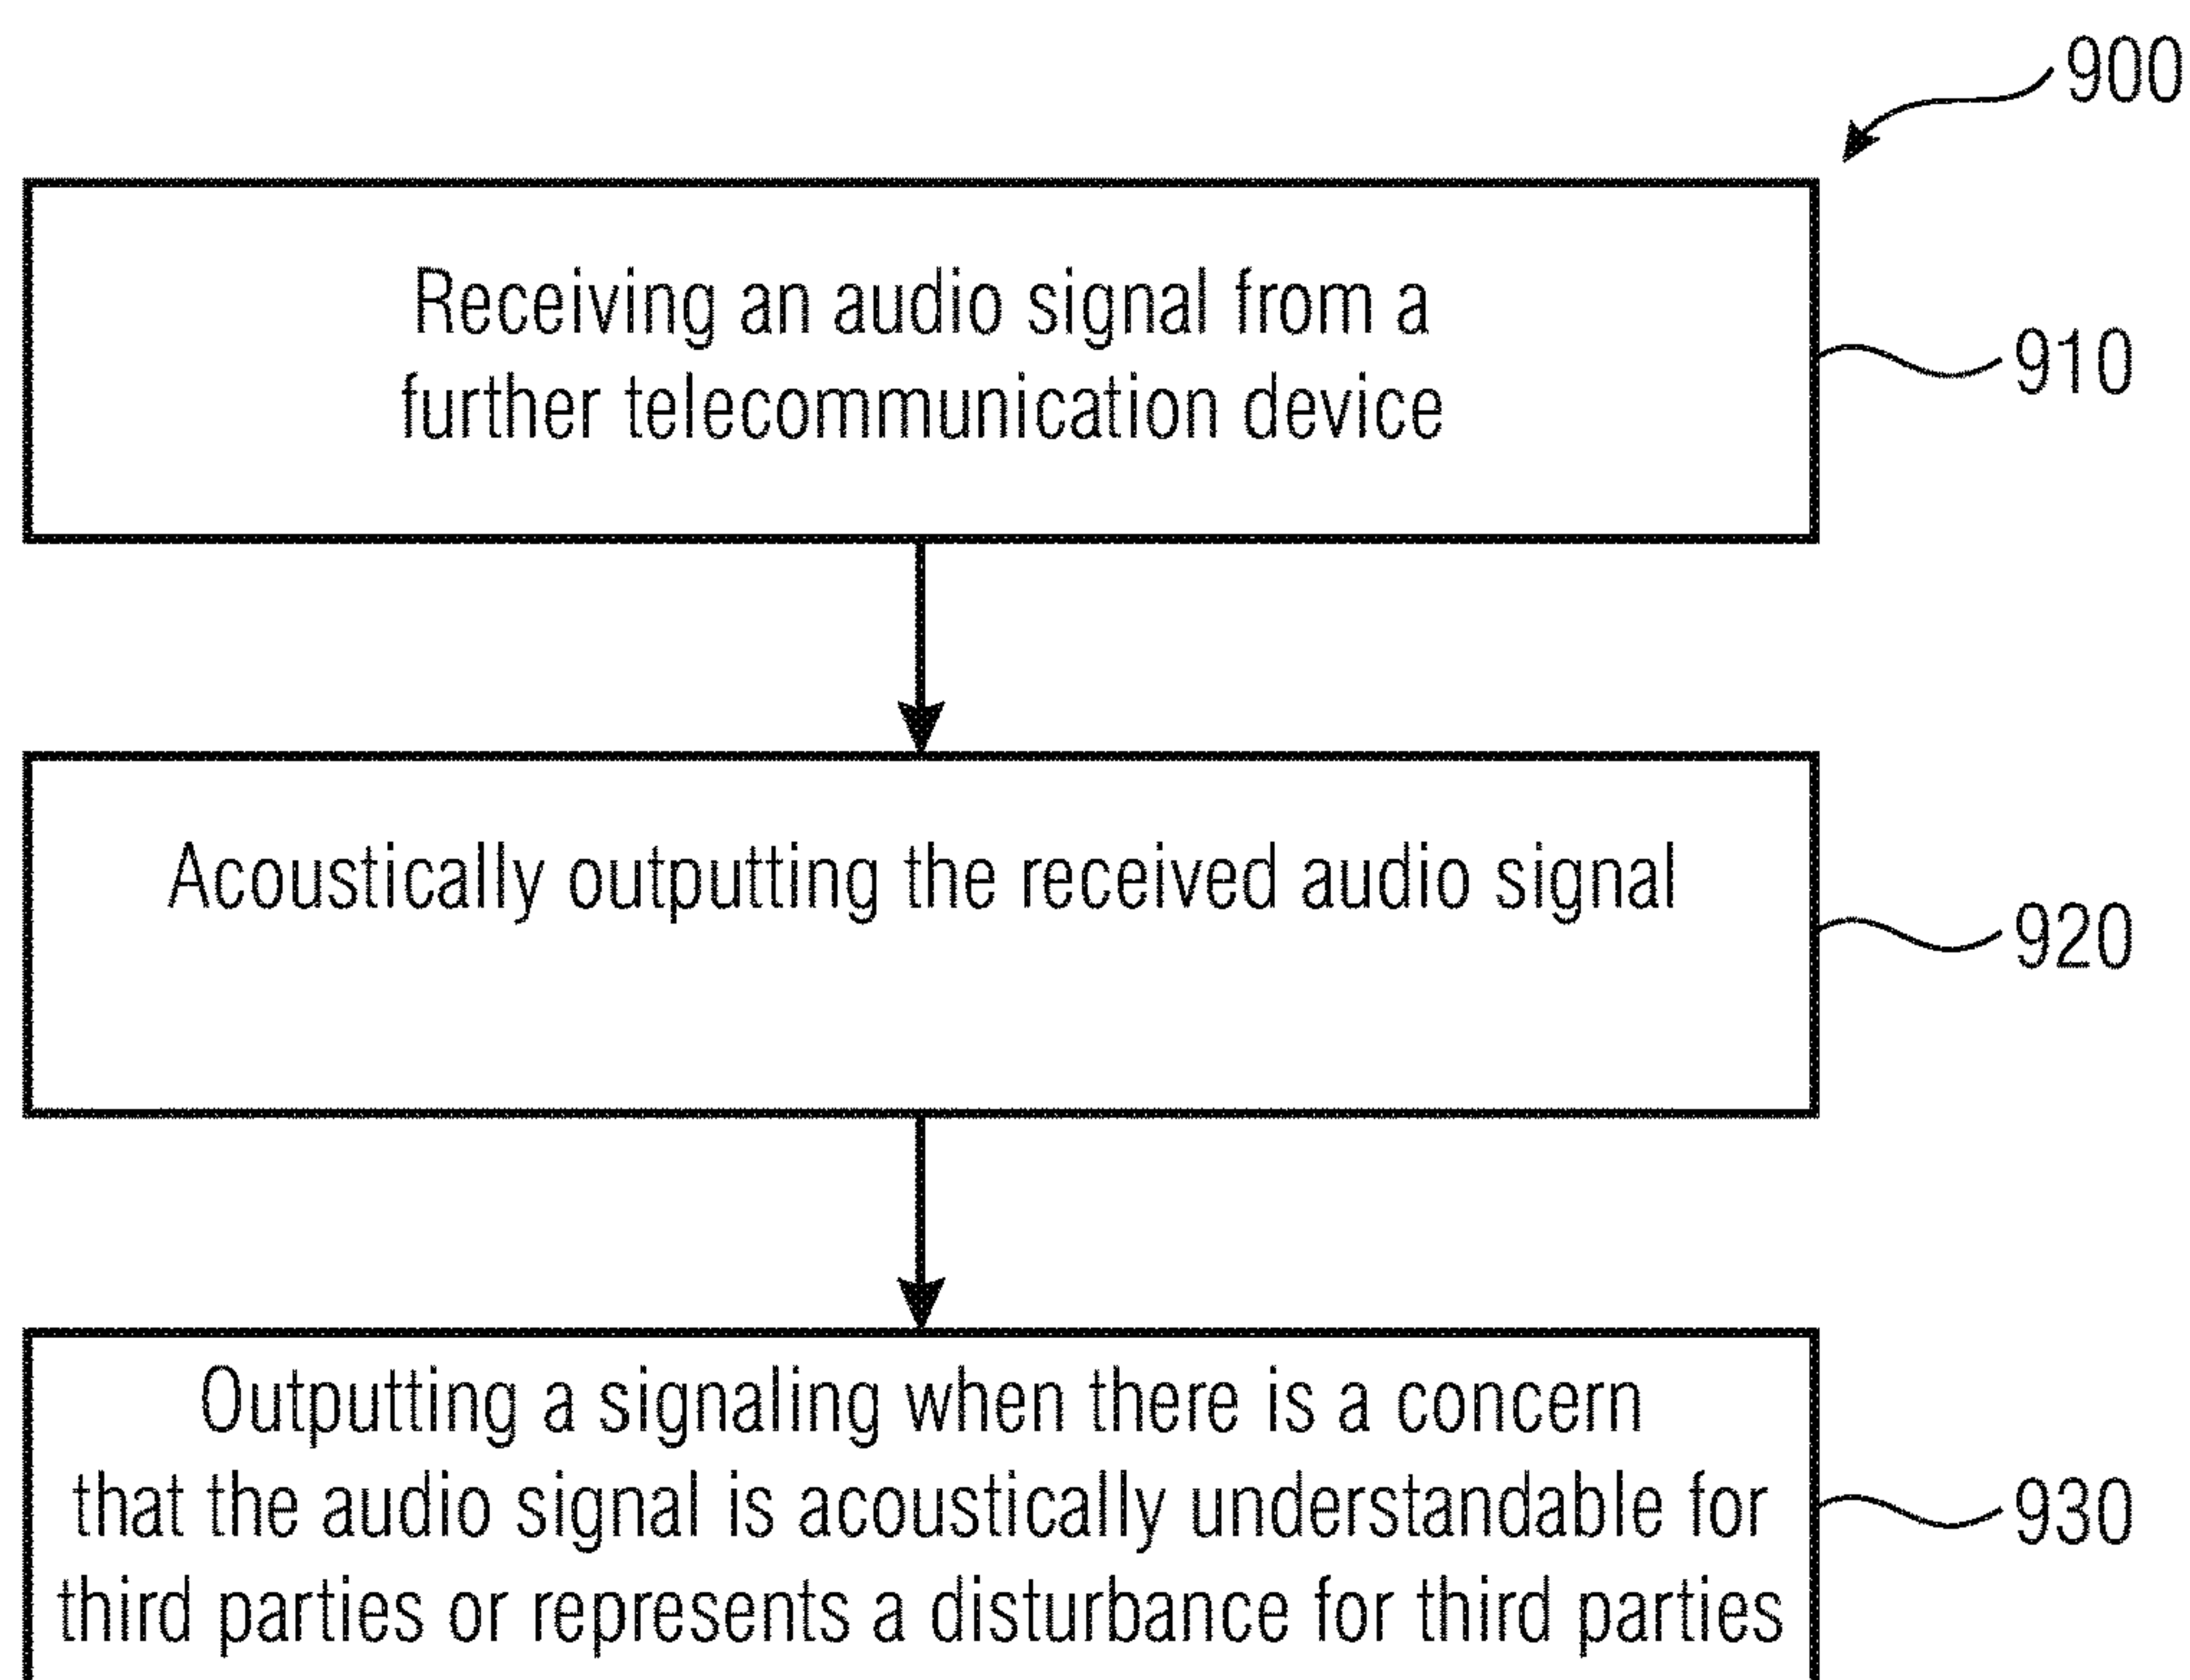 900
Receiving an audio signal from a
further telecommunication device
910
Acoustically outputting the received audio signal
920
Outputting a signaling when there is a concern
that the audio signal is acoustically understandable for
third parties or represents a disturbance for third parties
930